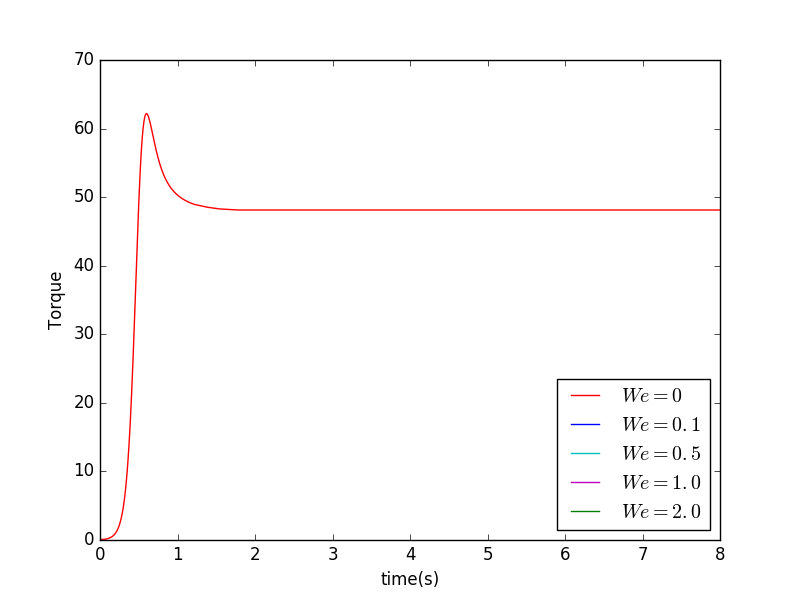 70
60
50
40
30
20
10
0
Torque
0 1 2 3 4 5 6 7 8
time(s)
We = 0
We = 0.1
We = 0.5
We = 1.0
We = 2.0